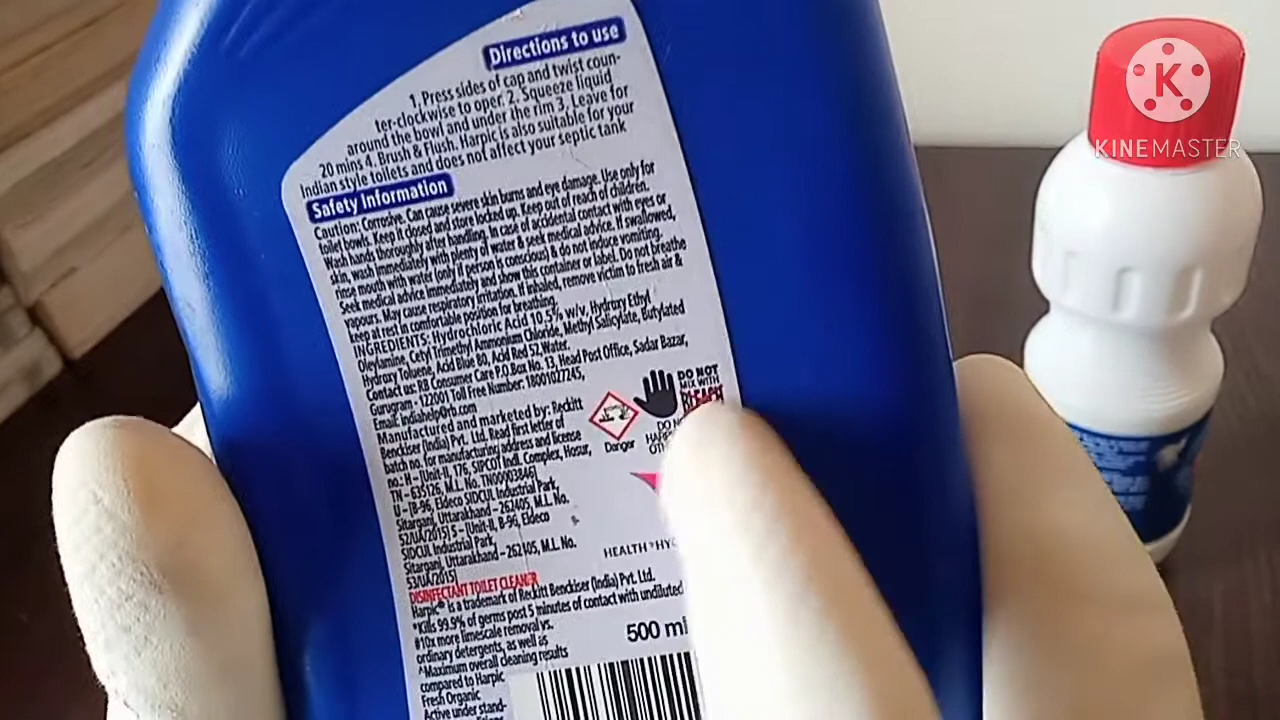 Directions to use
1. Press sides of cap and twist coun-
ter-clockwise to oper. 2. Squeeze liquid
around the bowl and under the rim 3. Leave for
20 mins 4. Brush & Flush. Harpic is also suitable for your
Indian style toilets and does not affect your septic tank
Safety Information
Caution: Corrosive. Can cause severe skin burns and eye damage. Use only for
toilet bowls. Keep it closed and store locked up. Keep out of reach of children.
Wash hands thoroughly after handling. In case of accidental contact with eyes or
skin, wash immediately with plenty of water & seek medical advice. If swallowed,
rinse mouth with water (only if person is conscious) & do not induce vomiting.
Seek medical advice immediately and show this container or label. Do not breathe
vapours. May cause respiratory irritation. If inhaled, remove victim to fresh air &
keep at rest in comfortable position for breathing.
INGREDIENTS: Hydrochloric Acid 10.5% w/v, Hydroxy Ethyl
Oleylamine, Cetyl Trimethyl Ammonium Chloride, Methyl Salicylate, Butylated
Hydroxy Toluene, Acid Blue 80, Acid Red 52, Water.
Contact us: RB Consumer Care P.O.Box No. 13, Head Post Office, Sadar Bazar,
Gurugram - 122001 Toll Free Number: 18001027245,
Email: indiahelp@rb.com
Manufactured and marketed by: Reckitt
Benckiser (India) Pvt. Ltd. Read first letter of
batch no. for manufacturing address and license
no.: H – [Unit-II, 176, SIPCOT Indl. Complex, Hosur,
TN – 635126, M.L. No. TN00003846]
U – [B-96, Eldeco SIDCUL Industrial Park,
Sitarganj, Uttarakhand – 262405, M.L. No.
52/UA/2015] S – [Unit-II, B-96, Eldeco
SIDCUL Industrial Park,
Sitarganj, Uttarakhand – 262405, M.L. No.
53/UA/2015]
Danger
DO NOT
MIX WITH
BLEACH
DO
HEALTH • HY
DISINFECTANT TOILET CLEANER
Harpic® is a trademark of Reckitt Benckiser (India) Pvt. Ltd.
*Kills 99.9% of germs post 5 minutes of contact with undiluted
#10x more limescale removal vs.
ordinary detergents, as well as
^Maximum overall cleaning results
compared to Harpic
Fresh Organic
Active under stand-
500 ml
K
KINEMASTER